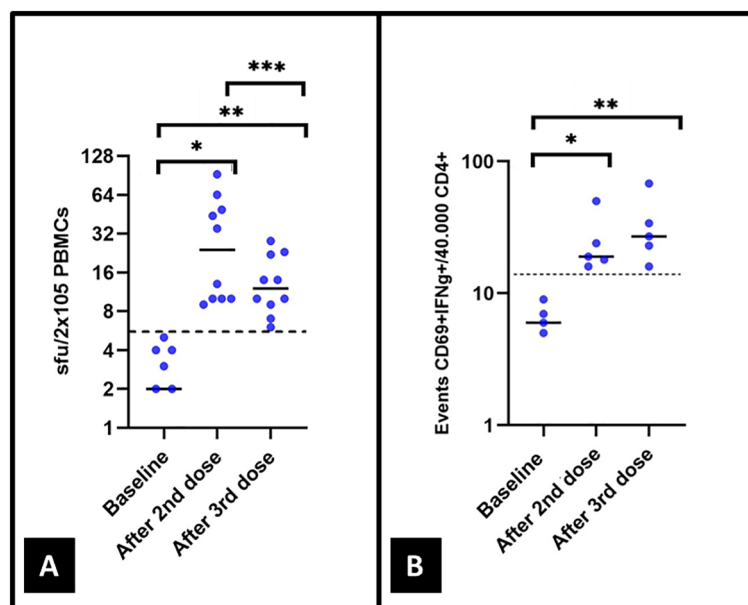 ***
**
*
128
64
32
16
8
4
2
1
sfu/2x105 PBMCs
Baseline
After 2nd dose
After 3rd dose
A
**
*
100
10
1
Events CD69+IFNg+/40.000 CD4+
Baseline
After 2nd dose
After 3rd dose
B